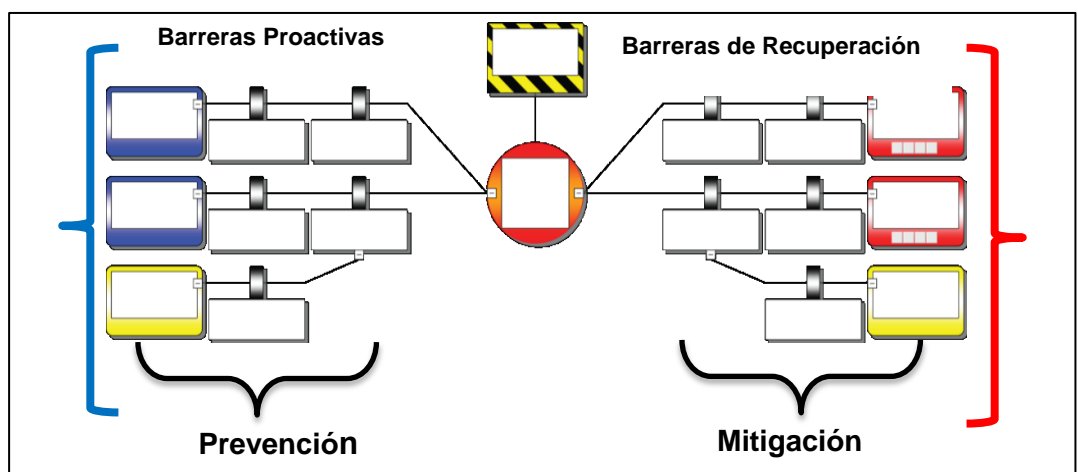 Barreras Proactivas
Barreras de Recuperación
Prevención
Mitigación